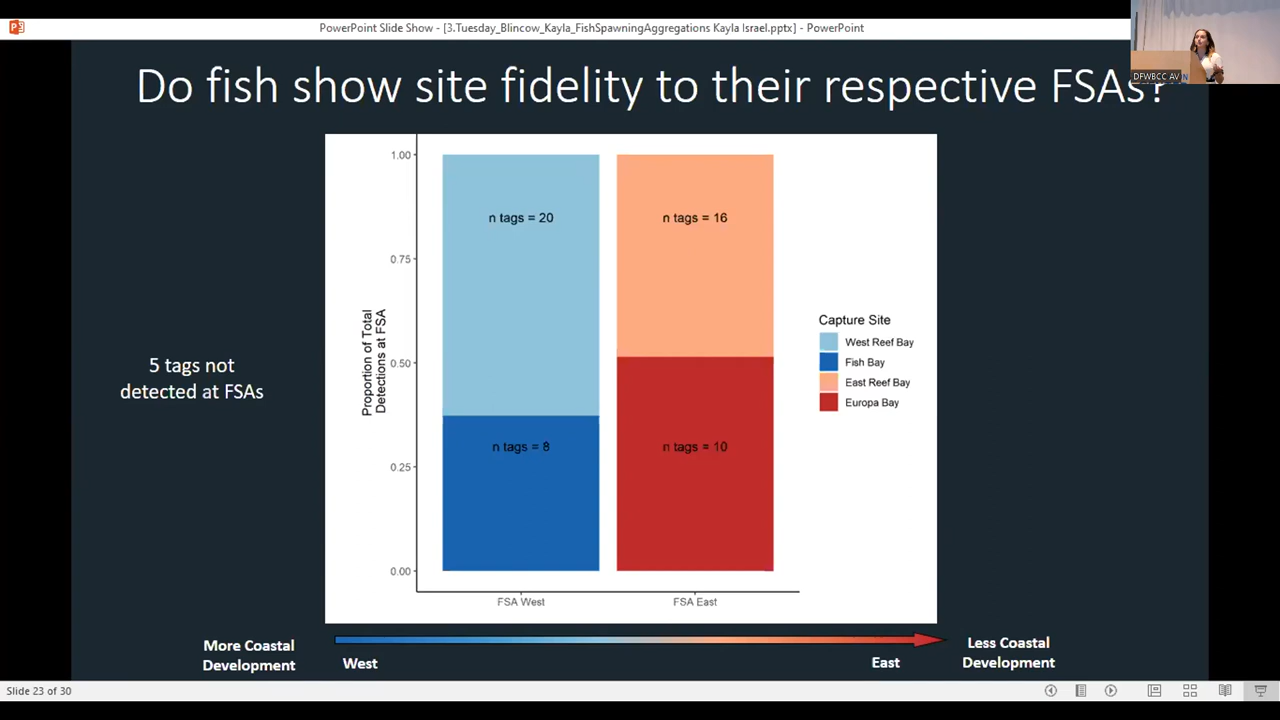 PowerPoint Slide Show - [3.Tuesday_Blincow_Kayla_FishSpawningAggregations Kayla Israel.pptx] - PowerPoint
DFWBCC AV
Do fish show site fidelity to their respective FSAs?
5 tags not
detected at FSAs
Proportion of Total
Detections at FSA
1.00
0.75
0.50
0.25
0.00
n tags = 20
n tags = 16
n tags = 8
n tags = 10
FSA West
FSA East
Capture Site
West Reef Bay
Fish Bay
East Reef Bay
Europa Bay
More Coastal
Development
West
East
Less Coastal
Development
Slide 23 of 30